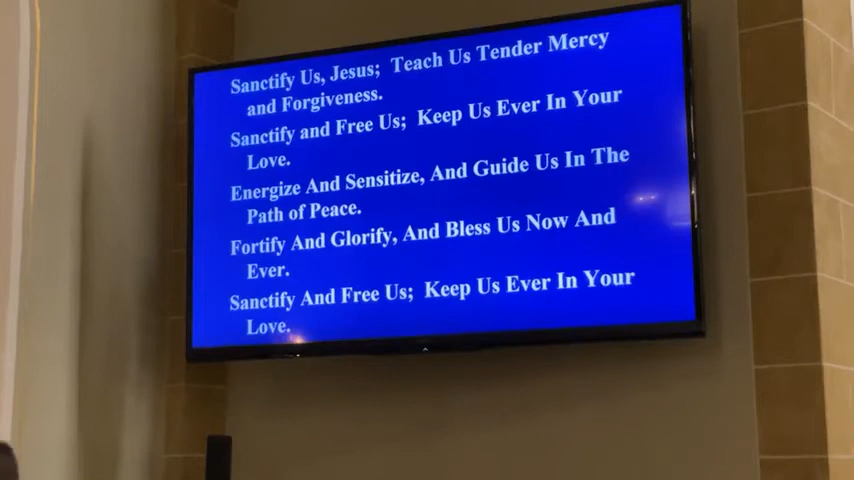 Sanctify Us, Jesus; Teach Us Tender Mercy
and Forgiveness.
Sanctify and Free Us; Keep Us Ever In Your
Love.
Energize And Sensitize, And Guide Us In The
Path of Peace.
Fortify And Glorify, And Bless Us Now And
Ever.
Sanctify And Free Us; Keep Us Ever In Your
Love.